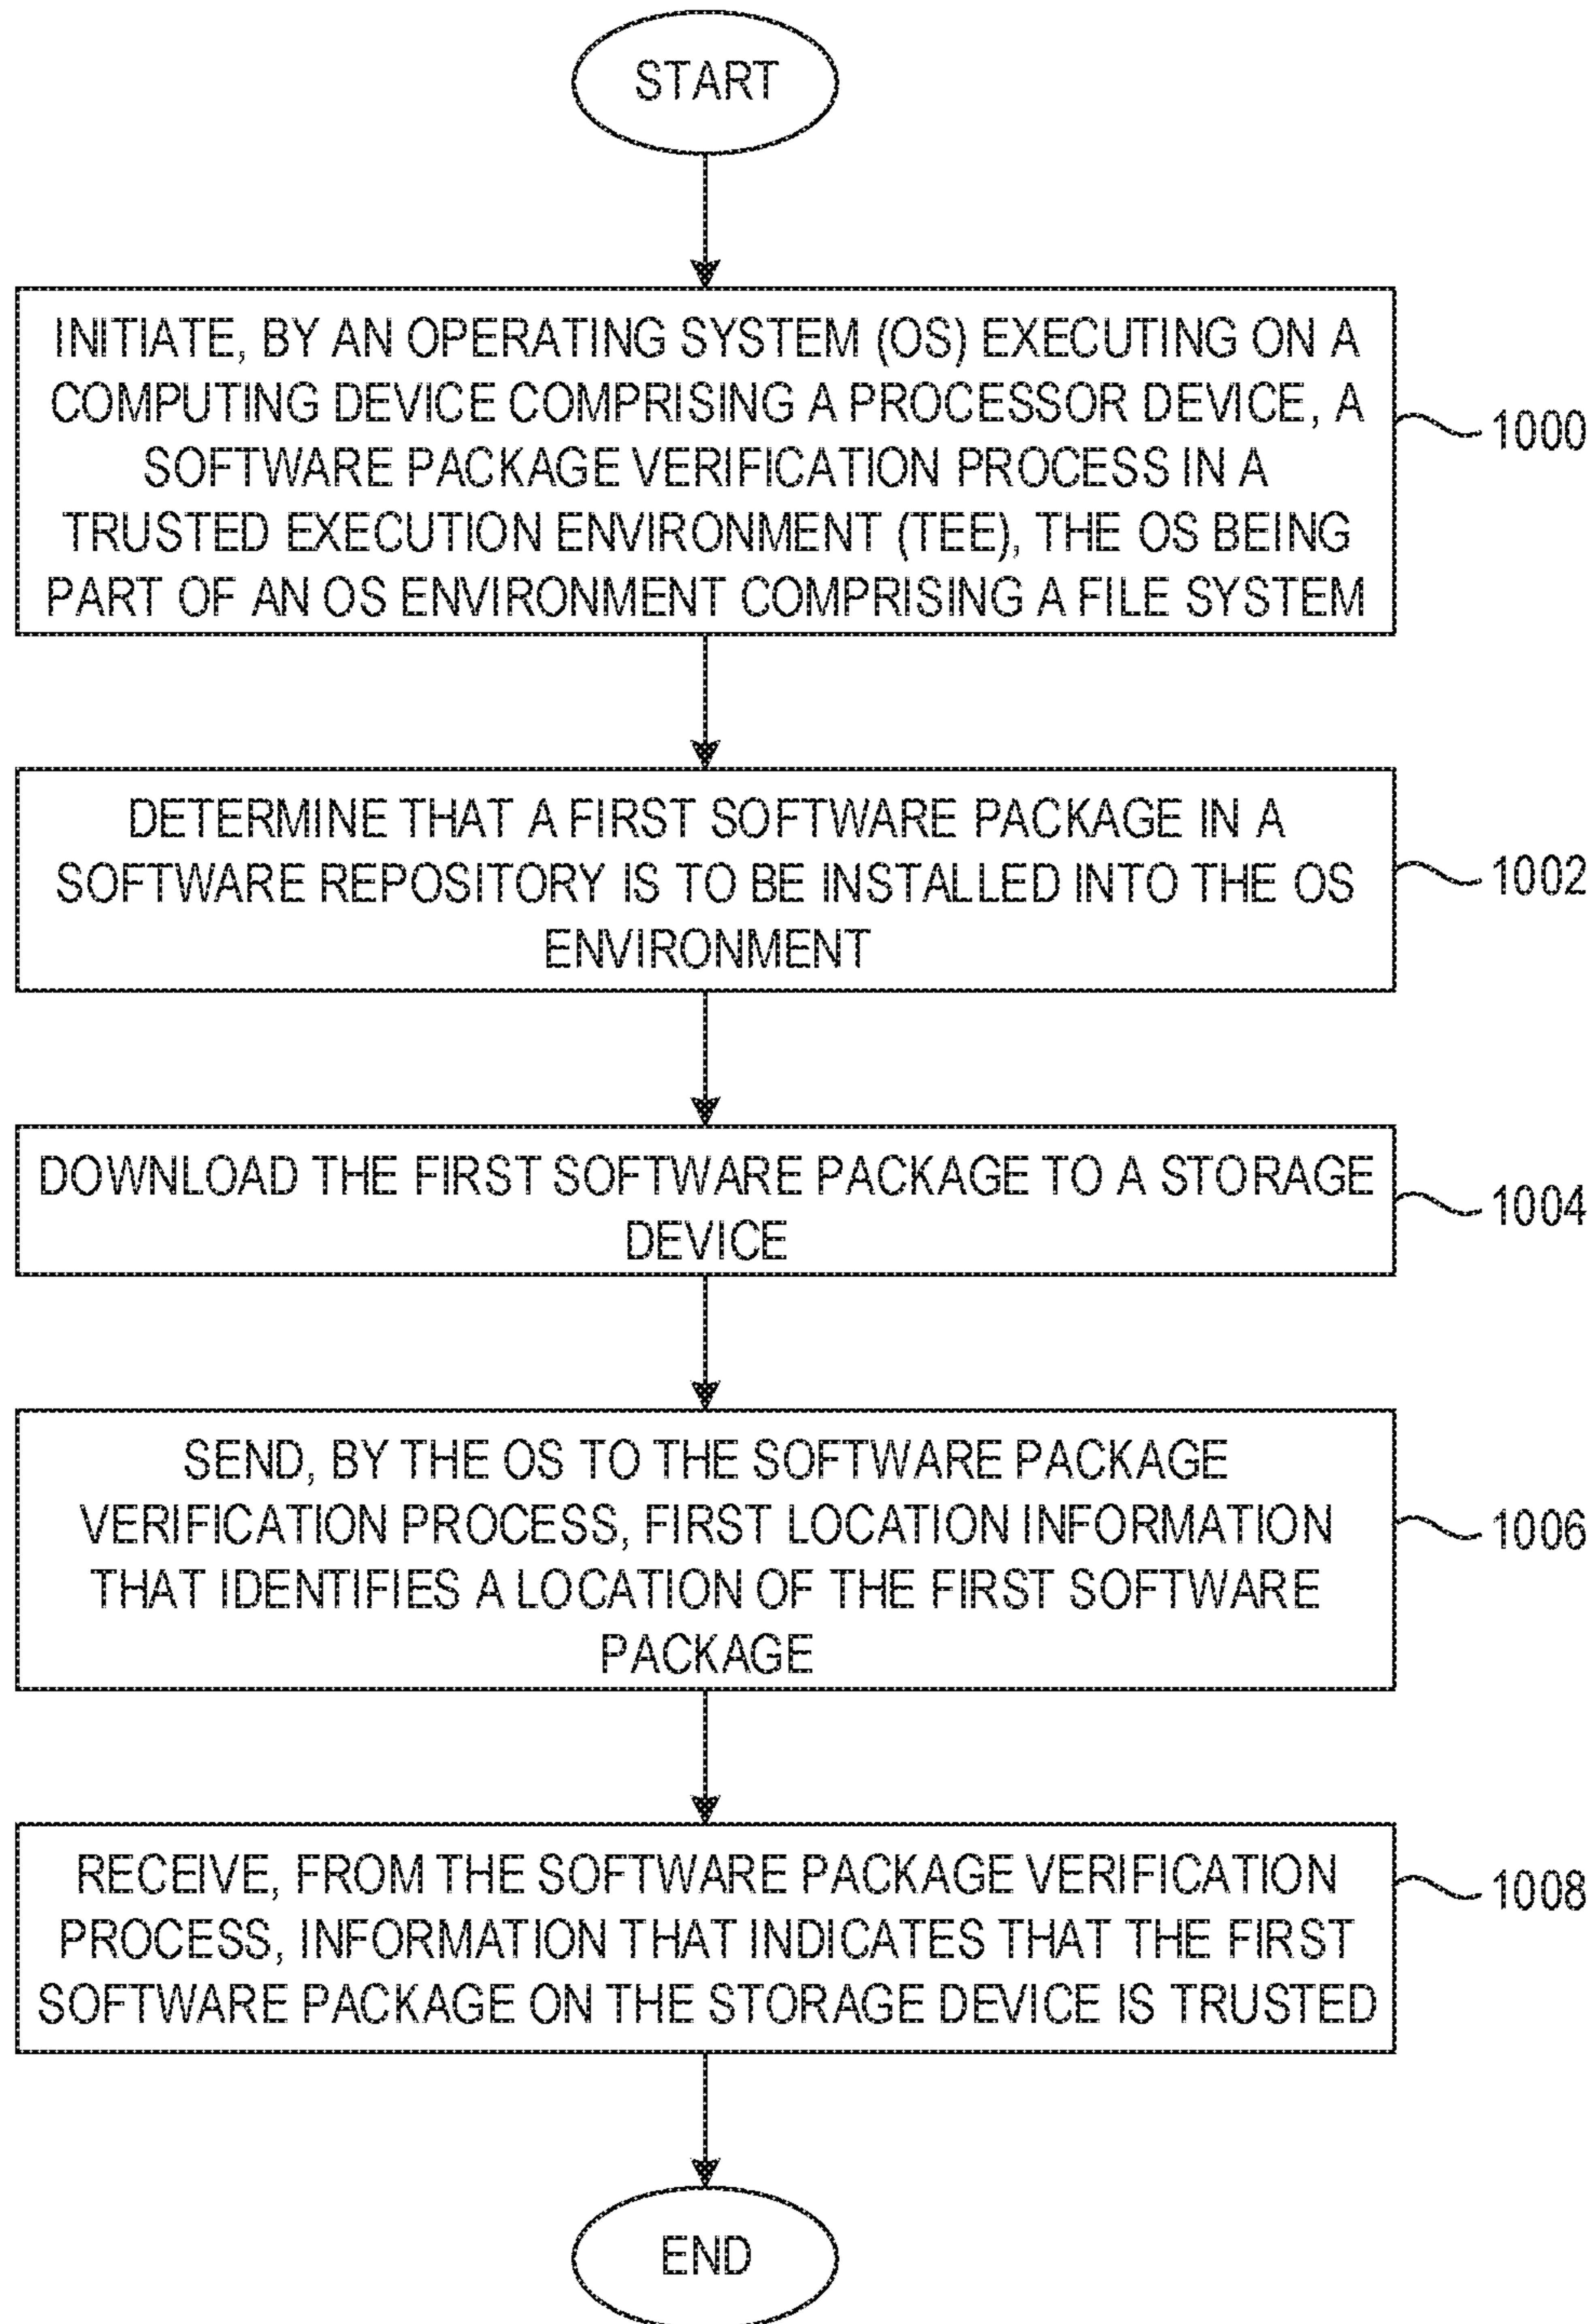 START
INITIATE, BY AN OPERATING SYSTEM (OS) EXECUTING ON A
COMPUTING DEVICE COMPRISING A PROCESSOR DEVICE, A
SOFTWARE PACKAGE VERIFICATION PROCESS IN A
TRUSTED EXECUTION ENVIRONMENT (TEE), THE OS BEING
PART OF AN OS ENVIRONMENT COMPRISING A FILE SYSTEM
1000
DETERMINE THAT A FIRST SOFTWARE PACKAGE IN A
SOFTWARE REPOSITORY IS TO BE INSTALLED INTO THE OS
ENVIRONMENT
1002
DOWNLOAD THE FIRST SOFTWARE PACKAGE TO A STORAGE
DEVICE
1004
SEND, BY THE OS TO THE SOFTWARE PACKAGE
VERIFICATION PROCESS, FIRST LOCATION INFORMATION
THAT IDENTIFIES A LOCATION OF THE FIRST SOFTWARE
PACKAGE
1006
RECEIVE, FROM THE SOFTWARE PACKAGE VERIFICATION
PROCESS, INFORMATION THAT INDICATES THAT THE FIRST
SOFTWARE PACKAGE ON THE STORAGE DEVICE IS TRUSTED
1008
END